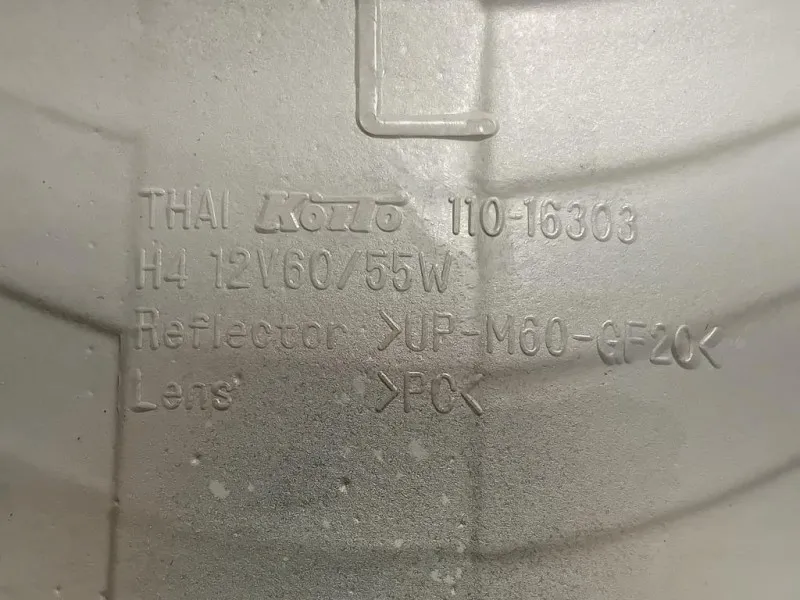 THAI Koito 110-16303
H4 12V60/55W
Reflector >UP-M60-GF20<
Lens >PC<